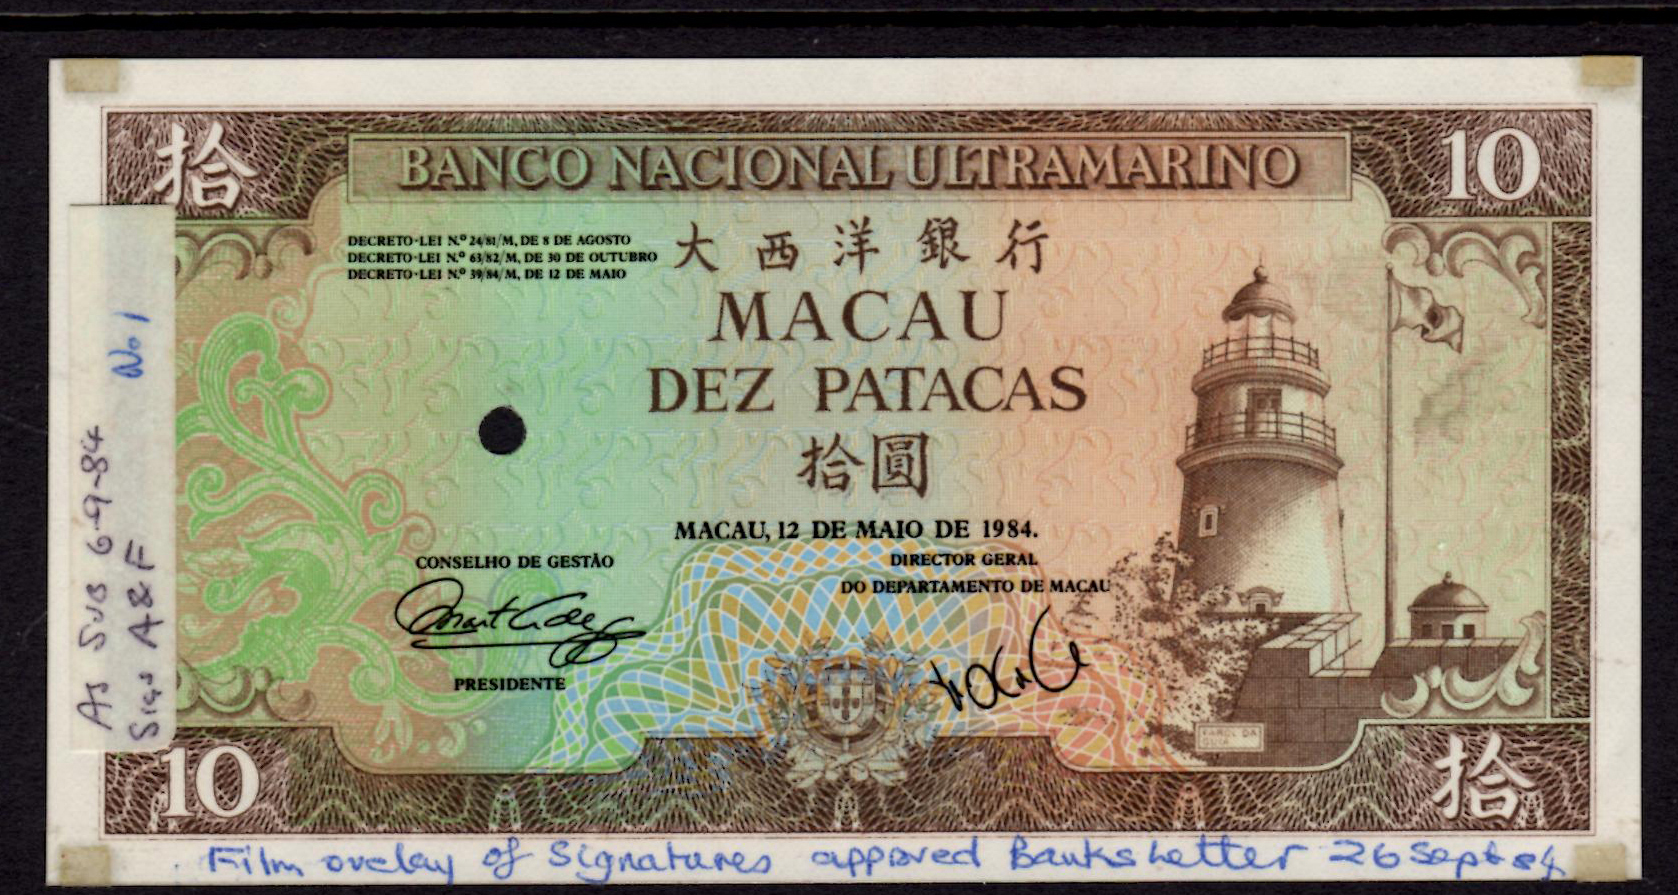 拾
BANCO NACIONAL ULTRAMARINO
10
DECRETO-LEI N.º 24/81/M, DE 8 DE AGOSTO
DECRETO-LEI N.º 63/82/M, DE 30 DE OUTUBRO
DECRETO-LEI N.º 39/84/M, DE 12 DE MAIO
大西洋銀行
MACAU
DEZ PATACAS
拾圓
MACAU, 12 DE MAIO DE 1984.
CONSELHO DE GESTÃO
DIRECTOR GERAL
DO DEPARTAMENTO DE MACAU
PRESIDENTE
FAROL DA
GUIA
10
拾
As SUB 6-9-84 No 1
Sigs A & F
Film overlay of Signatures approved Banks Letter 26 Sept 84